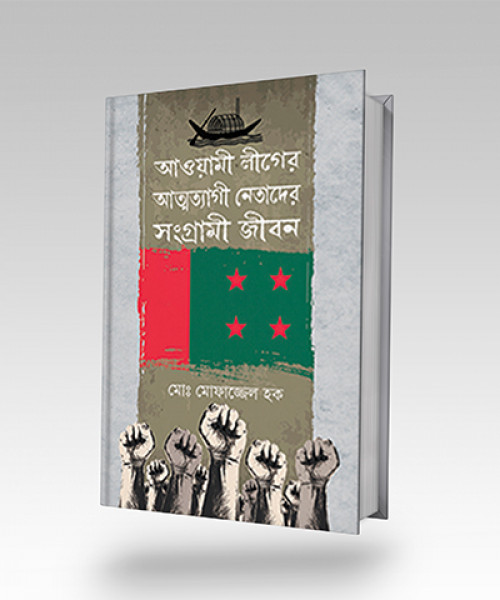 আওয়ামী লীগের
আত্মত্যাগী নেতাদের
সংগ্রামী জীবন
মোঃ মোফাজ্জেল হক